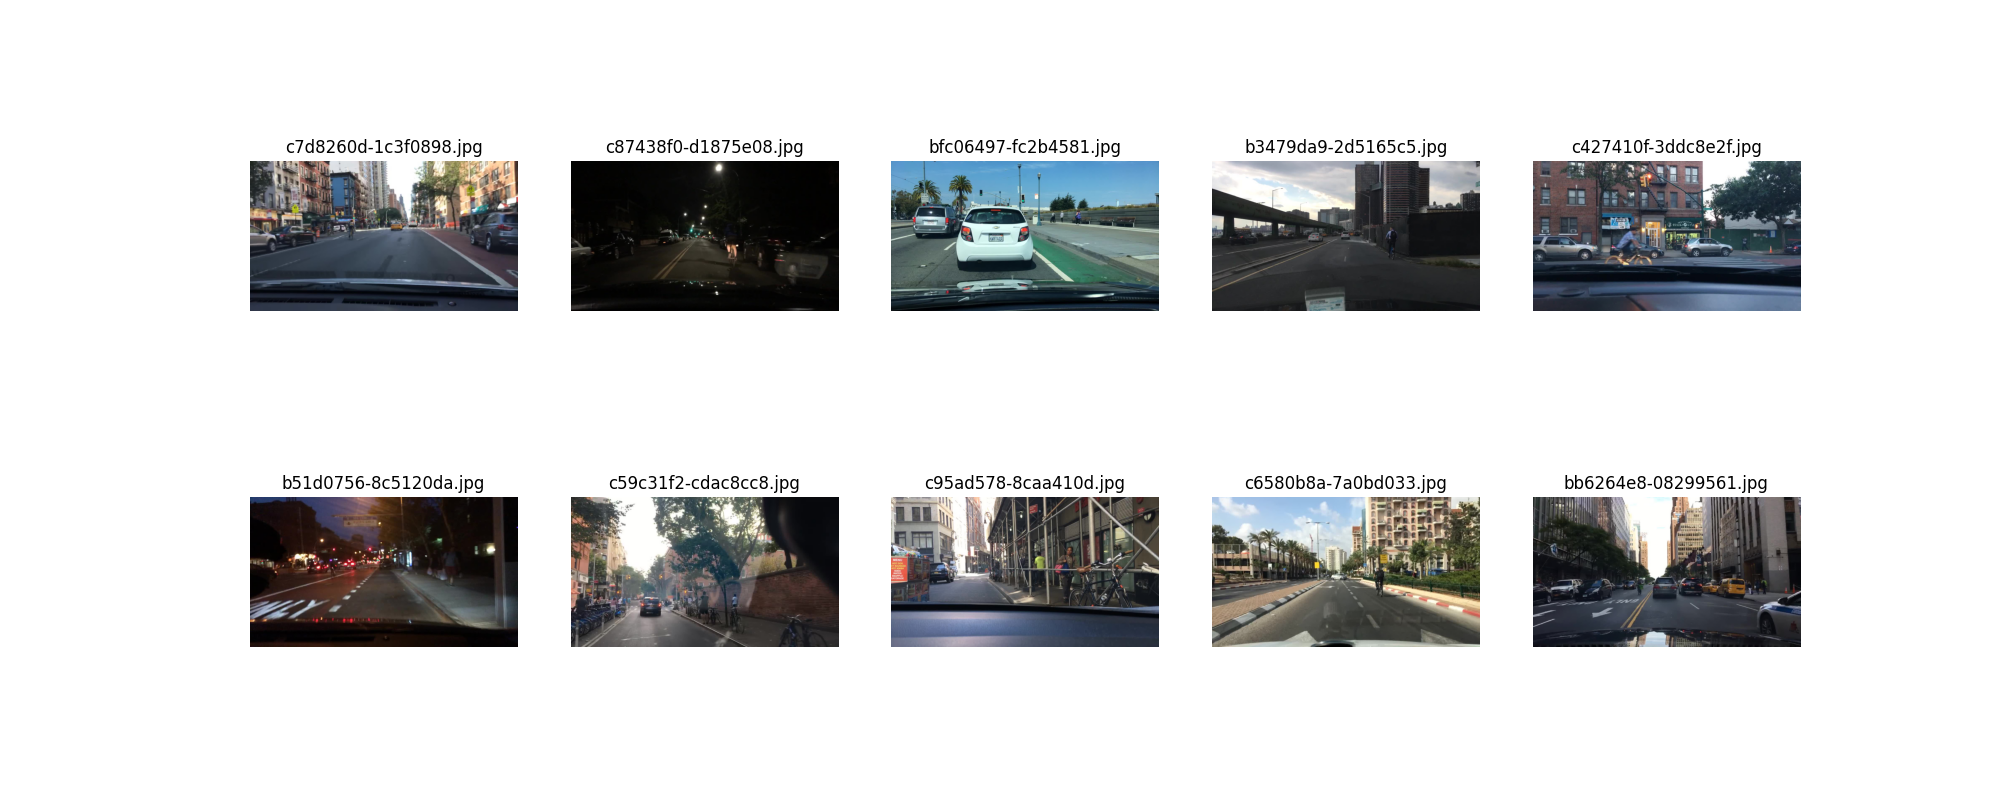 c7d8260d-1c3f0898.jpg
c87438f0-d1875e08.jpg
bfc06497-fc2b4581.jpg
b3479da9-2d5165c5.jpg
c427410f-3ddc8e2f.jpg
b51d0756-8c5120da.jpg
c59c31f2-cdac8cc8.jpg
c95ad578-8caa410d.jpg
c6580b8a-7a0bd033.jpg
bb6264e8-08299561.jpg
ONLY